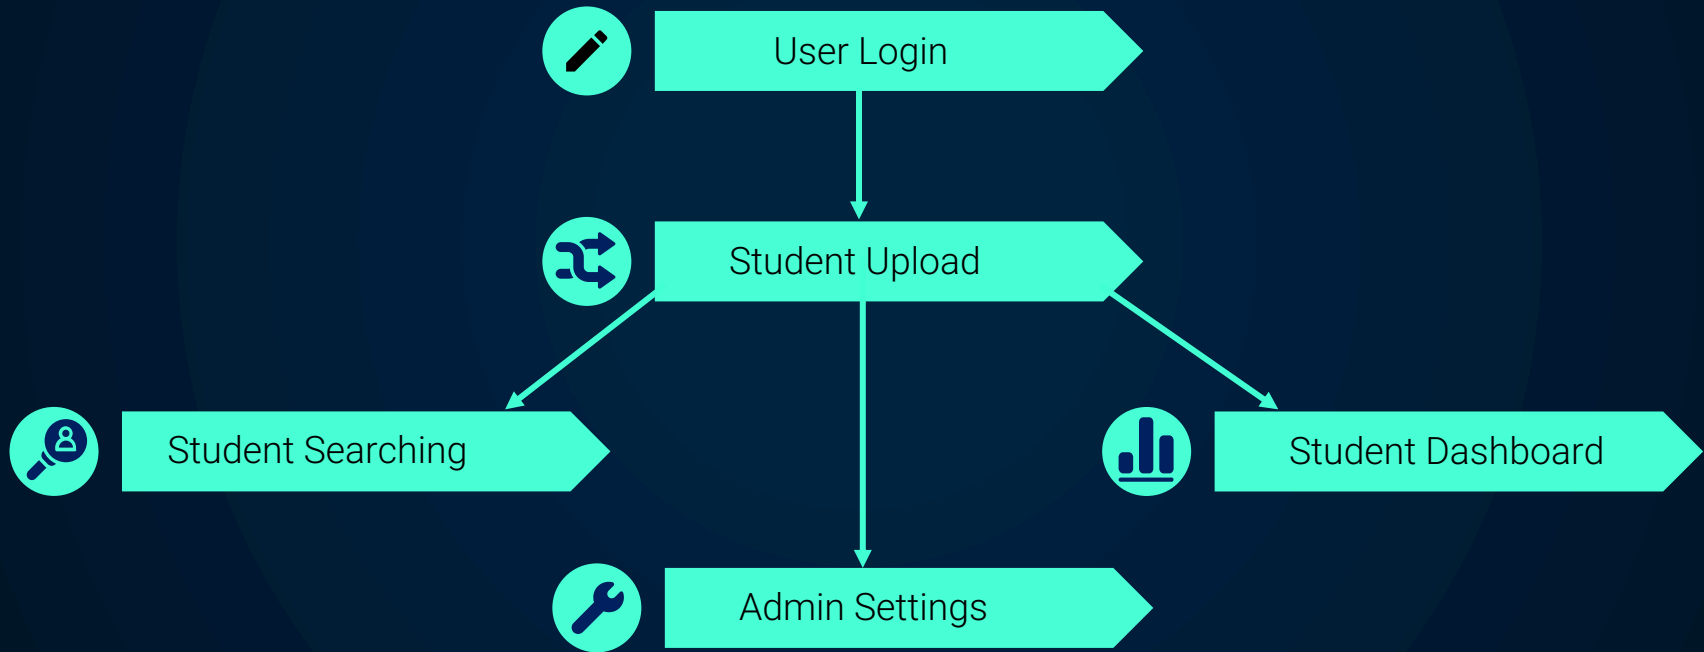 User Login
Student Upload
Student Searching
Student Dashboard
Admin Settings